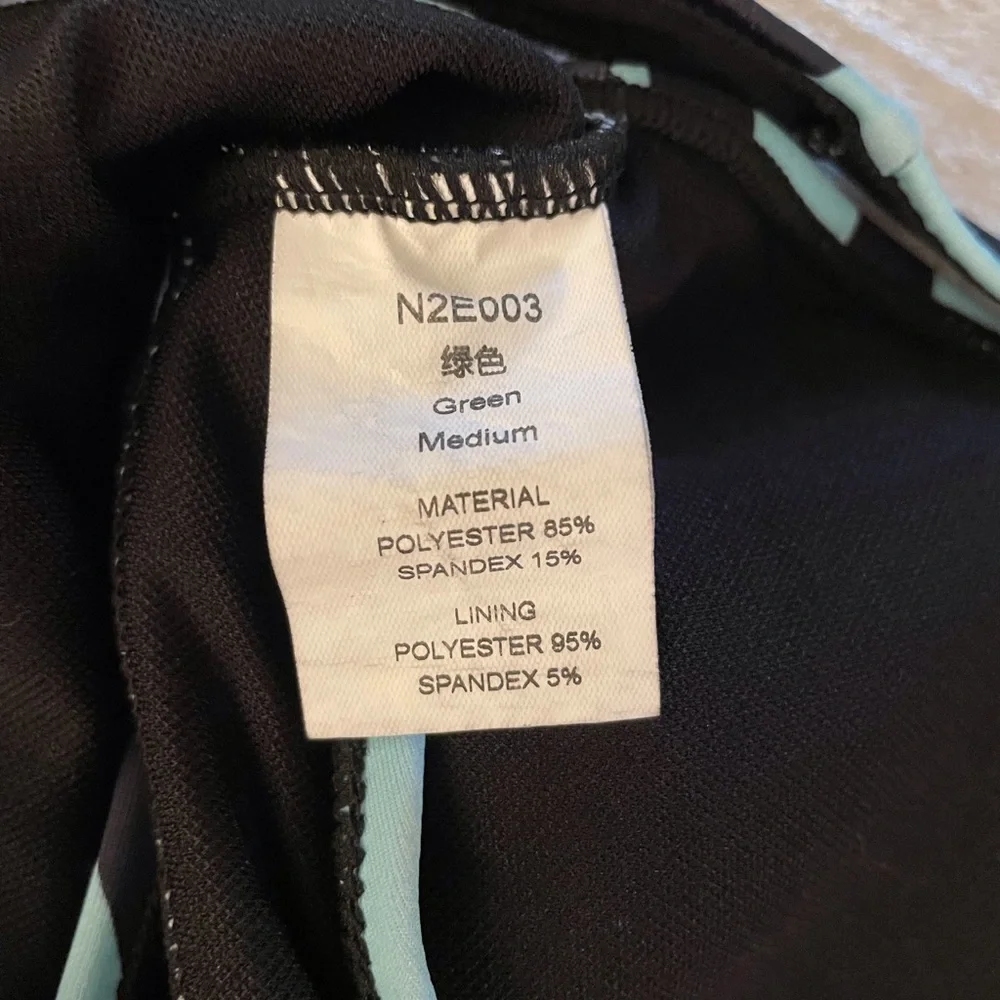 N2E003
绿色
Green
Medium
MATERIAL
POLYESTER 85%
SPANDEX 15%
LINING
POLYESTER 95%
SPANDEX 5%